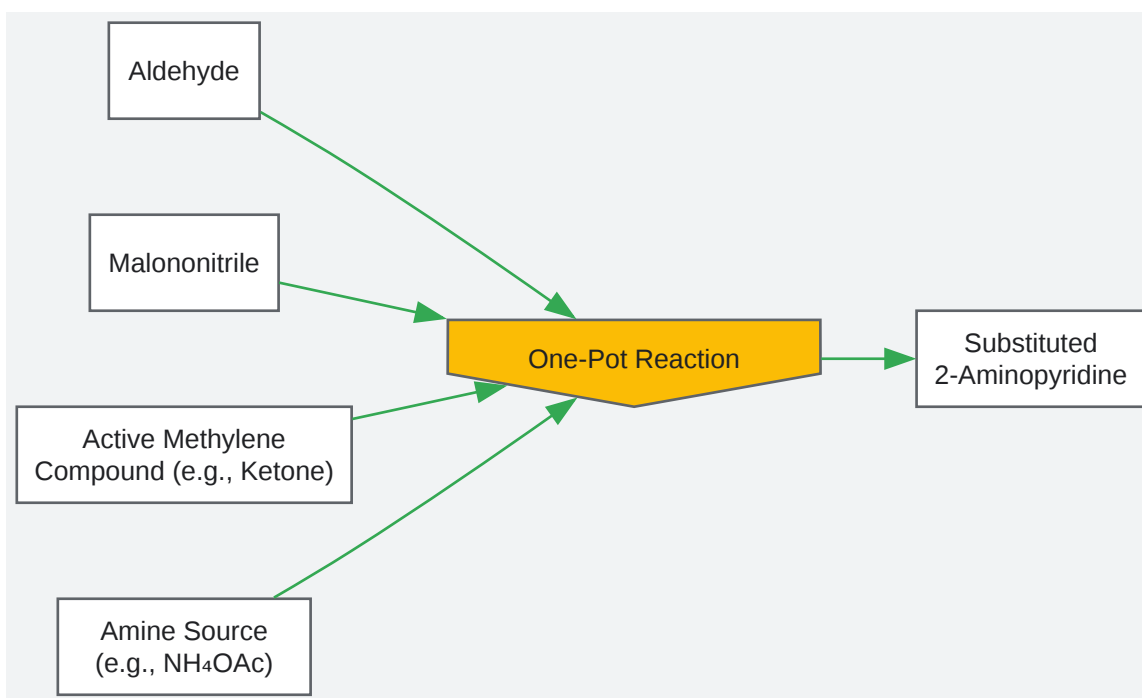 Aldehyde
Malononitrile
One-Pot Reaction
Substituted
2-Aminopyridine
Active Methylene
Compound (e.g., Ketone)
Amine Source
(e.g., NH₄OAc)